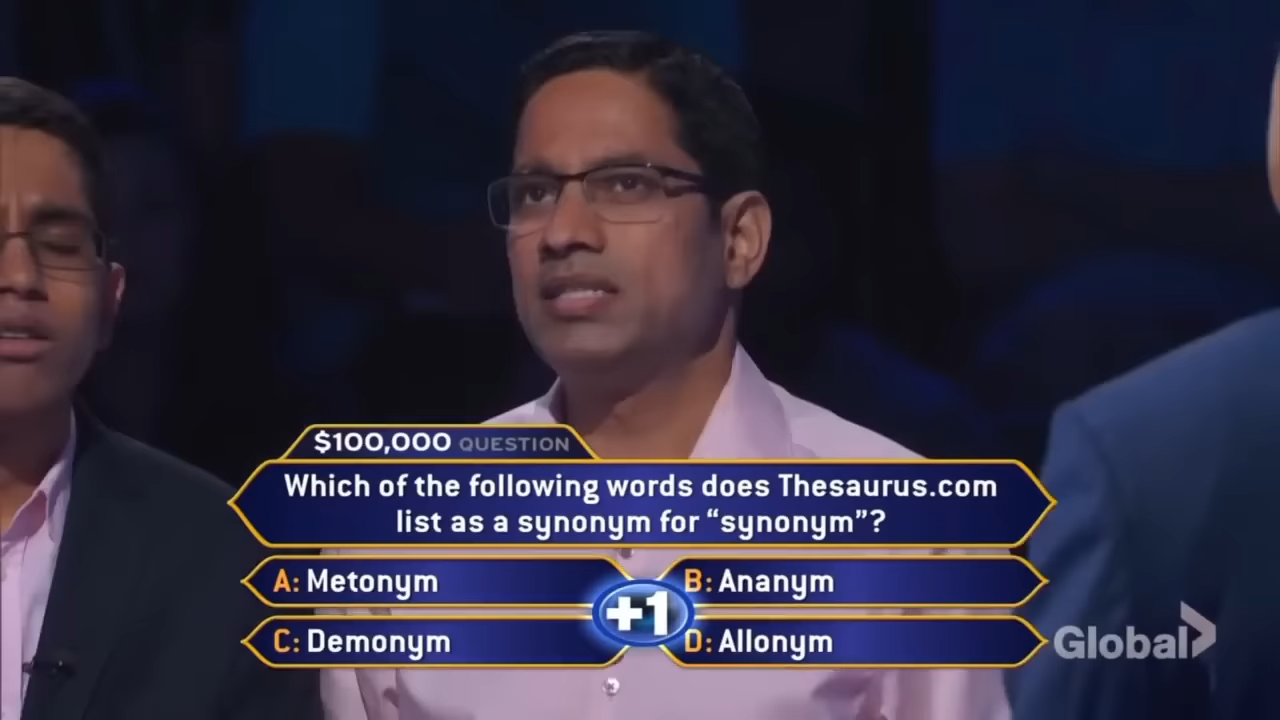 $100,000 QUESTION
Which of the following words does Thesaurus.com
list as a synonym for “synonym”?
A: Metonym
B: Ananym
+1
C: Demonym
D: Allonym
Global